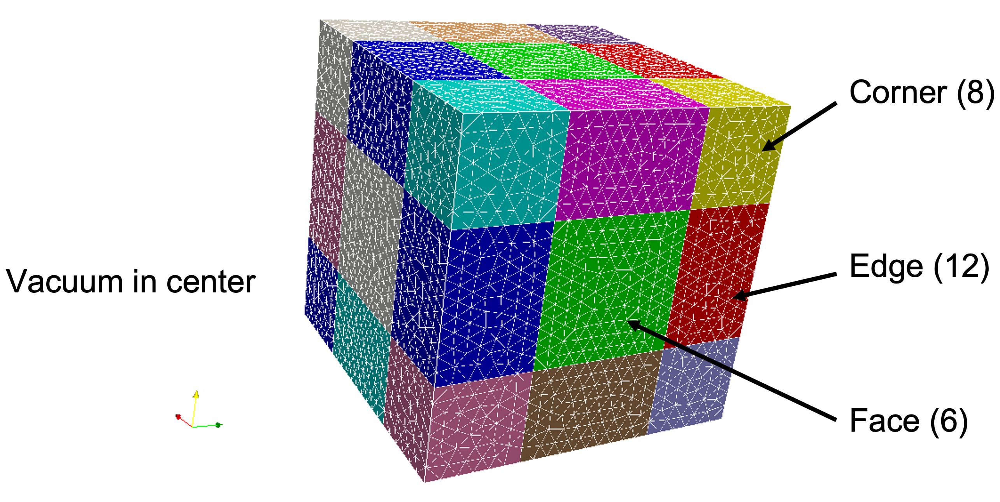 Corner (8)
Edge (12)
Vacuum in center
Face (6)